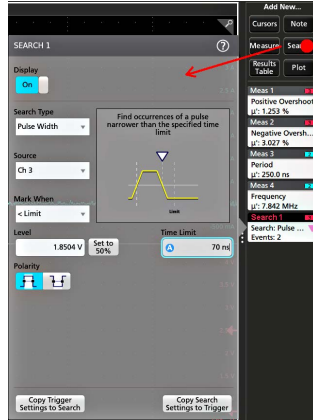 Add New...
Cursors
Note
Measure
Results Table
Plot
SEARCH 1
Display
On
Search Type
Pulse Width
Find occurrences of a pulse
narrower than the specified time
limit
Source
Ch 3
Limit
Mark When
< Limit
Level
Time Limit
1.8504 V
Set to
50%
70 ns
Polarity
Copy Trigger
Settings to Search
Copy Search
Settings to Trigger
Meas 1
Positive Overshoot
µ': 1.253 %
Meas 2
Negative Oversh...
µ': 3.027 %
Meas 3
Period
µ': 250.0 ns
Meas 4
Frequency
µ': 7.842 MHz
Search 1
Search: Pulse ...
Events: 2